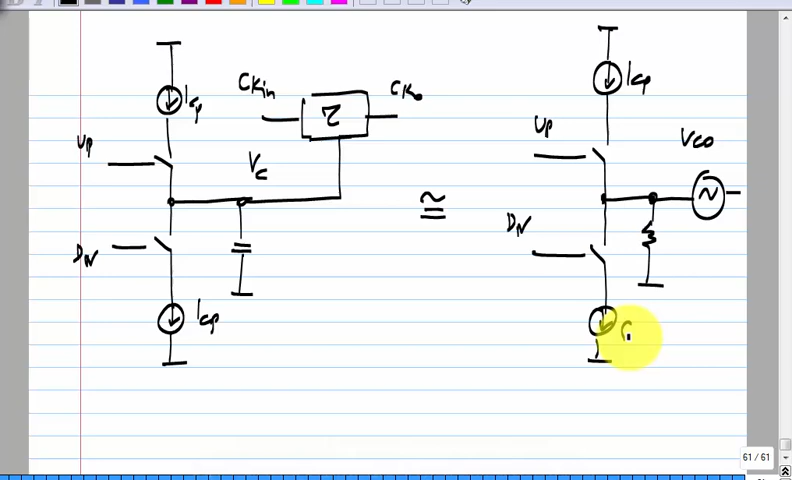 Icp
CKin
τ
CKo
UP
Vc
DN
Icp
≅
Icp
UP
VCO
~
DN
61 / 61